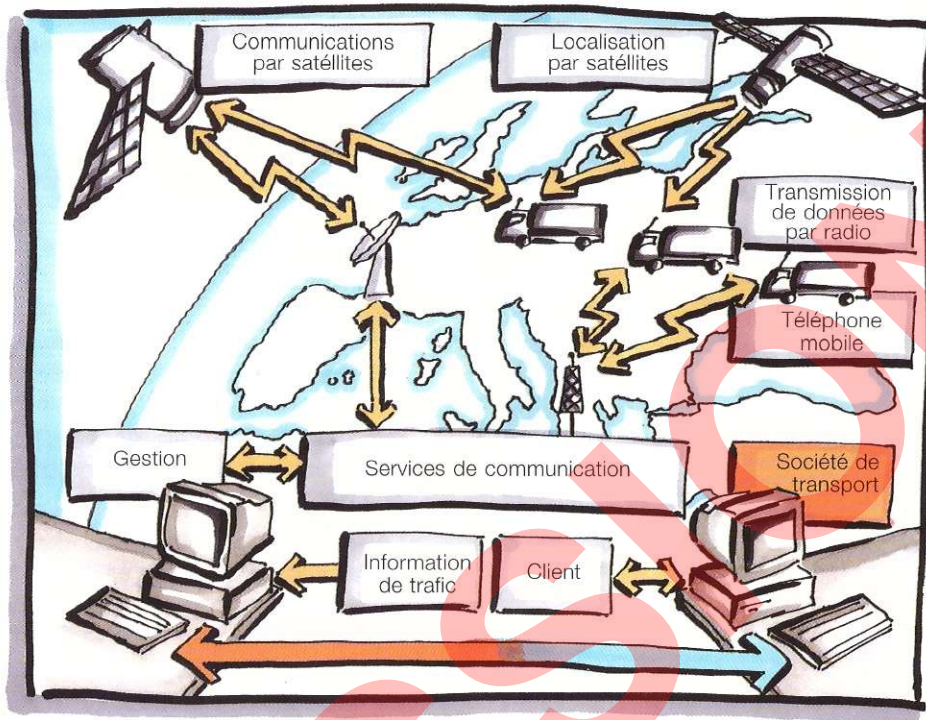 Communications
par satéllites
Localisation
par satéllites
Transmission
de données
par radio
Téléphone
mobile
Gestion
Services de communication
Société de
transport
Information
de trafic
Client